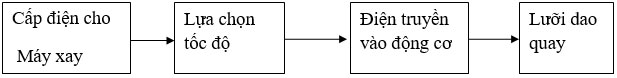 Cấp điện cho
Máy xay
Lựa chọn
tốc độ
Điện truyền
vào động cơ
Lưỡi dao
quay